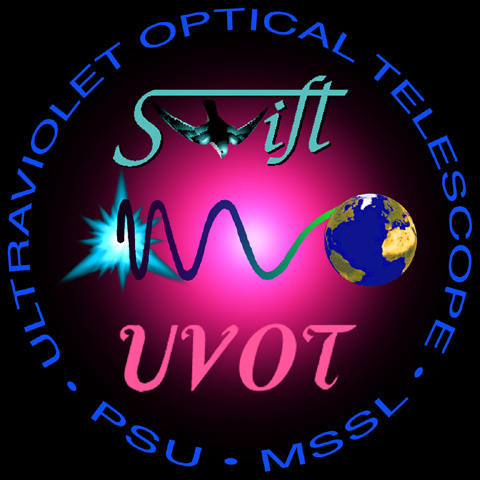 ULTRAVIOLET OPTICAL TELESCOPE • PSU • MSSL •
Swift
UVOT